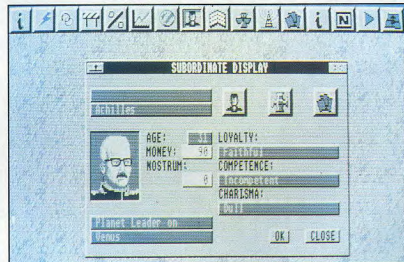 SUBORDINATE DISPLAY
Achilles
AGE: 31
MONEY: 90
NOSTRUM: 0
LOYALTY:
Faithful
COMPETENCE:
Incompetent
CHARISMA:
Dull
Planet Leader on
Venus
OK
CLOSE